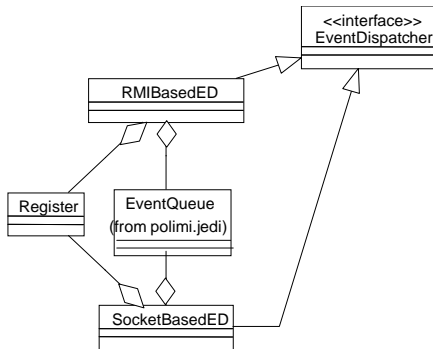 <<interface>>
EventDispatcher
RMIBasedED
Register
EventQueue
(from polimi.jedi)
SocketBasedED